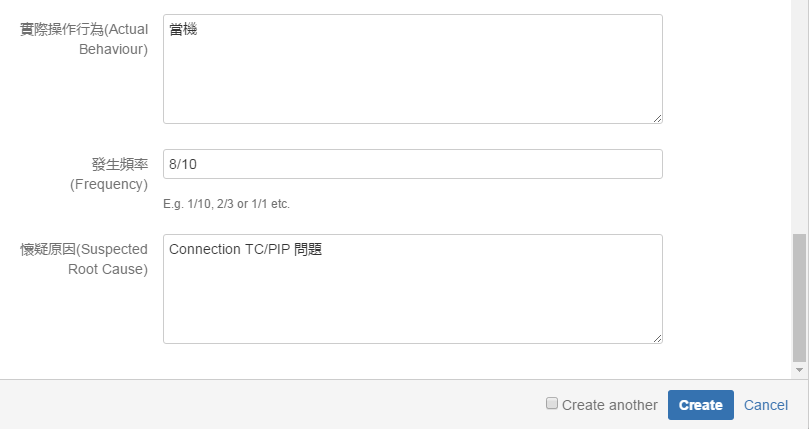 實際操作行為(Actual
Behaviour)
當機
發生頻率
(Frequency)
8/10
E.g. 1/10, 2/3 or 1/1 etc.
懷疑原因(Suspected
Root Cause)
Connection TC/PIP 問題
Create another
Create
Cancel